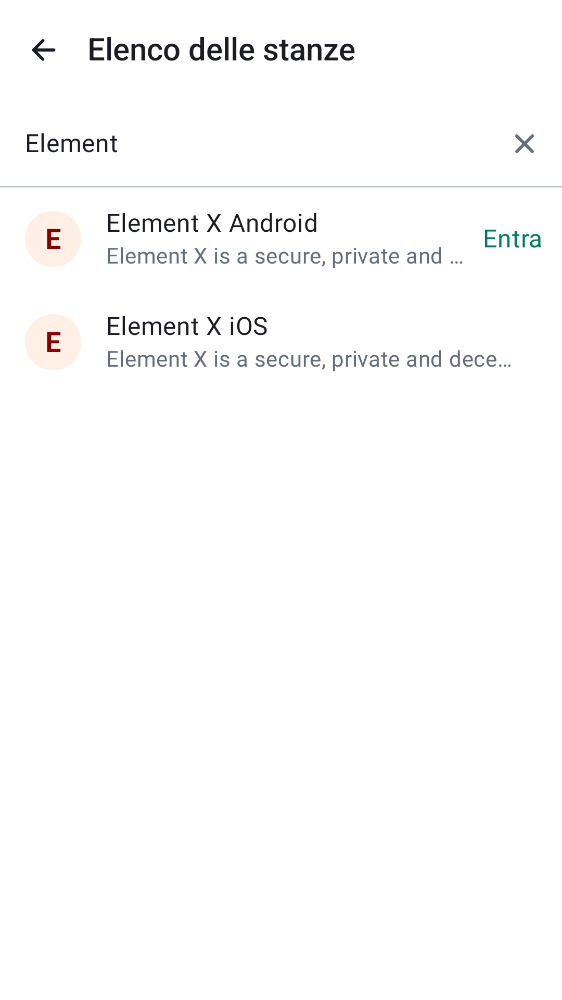 Elenco delle stanze
Element
E
Element X Android
Element X is a secure, private and ...
Entra
E
Element X iOS
Element X is a secure, private and dece...